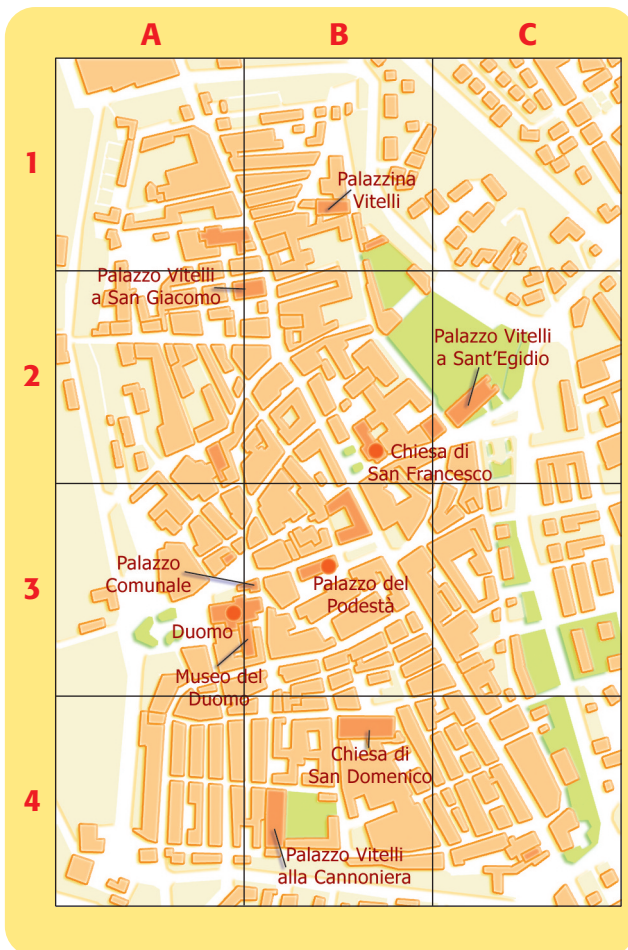 A B C
1
Palazzina
Vitelli
Palazzo Vitelli
a San Giacomo
Palazzo Vitelli
a Sant'Egidio
2
Chiesa di
San Francesco
Palazzo
Comunale
3
Palazzo del
Podestà
Duomo
Museo del
Duomo
Chiesa di
San Domenico
4
Palazzo Vitelli
alla Cannoniera